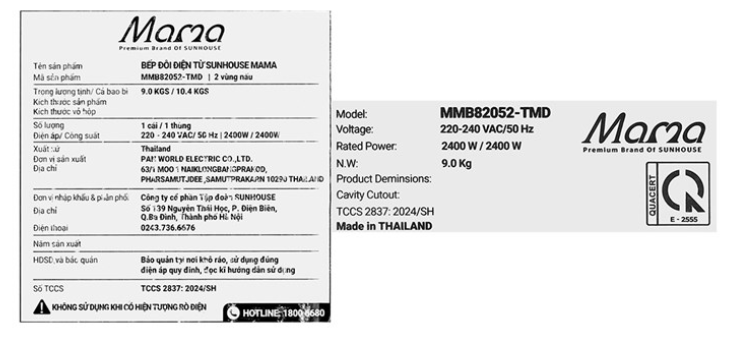 Mama
Premium Brand Of SUNHOUSE
Tên sản phẩm BẾP ĐÔI ĐIỆN TỪ SUNHOUSE MAMA
Mã sản phẩm MMB82052-TMD | 2 vùng nấu
Trọng lượng tịnh/ Cả bao bì 9.0 KGS / 10.4 KGS
Kích thước sản phẩm
Kích thước vỏ hộp
Số lượng 1 cái / 1 thùng
Điện áp/ Công suất 220 - 240 VAC/ 50 Hz | 2400W / 2400W
Xuất xứ Thailand
Đơn vị sản xuất PAN WORLD ELECTRIC CO.,LTD.
Địa chỉ 63/1 MOO 1
Đơn vị nhập khẩu & phân phối Công ty cổ phần Tập đoàn SUNHOUSE
Địa chỉ Số 139 Nguyễn Thái Học, P. Điện Biên,
Q.Ba Đình, Thành phố Hà Nội
Điện thoại 0243.736.6676
Năm sản xuất
HDSD và bảo quản Bảo quản tại nơi khô ráo, sử dụng đúng
điện áp quy định, đọc kĩ hướng dẫn sử dụng
Số TCCS TCCS 2837: 2024/SH
KHÔNG SỬ DỤNG KHI CÓ HIỆN TƯỢNG RÒ ĐIỆN
HOTLINE: 1800 6680
Model: MMB82052-TMD
Voltage: 220-240 VAC/50 Hz
Rated Power: 2400 W / 2400 W
N.W: 9.0 Kg
Product Deminsions:
Cavity Cutout:
TCCS 2837: 2024/SH
Made in THAILAND
Mama
Premium Brand Of SUNHOUSE
QUACERT
E - 2555